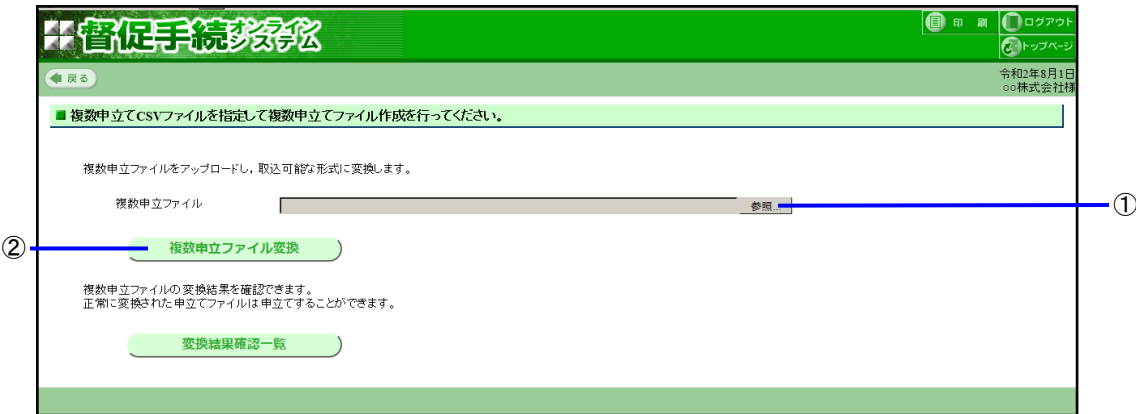 督促手続オンラインシステム
印 刷
ログアウト
トップページ
戻る
令和2年8月1日
○○株式会社様
複数申立てCSVファイルを指定して複数申立てファイル作成を行ってください。
複数申立ファイルをアップロードし，取込可能な形式に変換します。
複数申立ファイル
参照...
①
②
複数申立ファイル変換
複数申立ファイルの変換結果を確認できます。
正常に変換された申立てファイルは申立てすることができます。
変換結果確認一覧